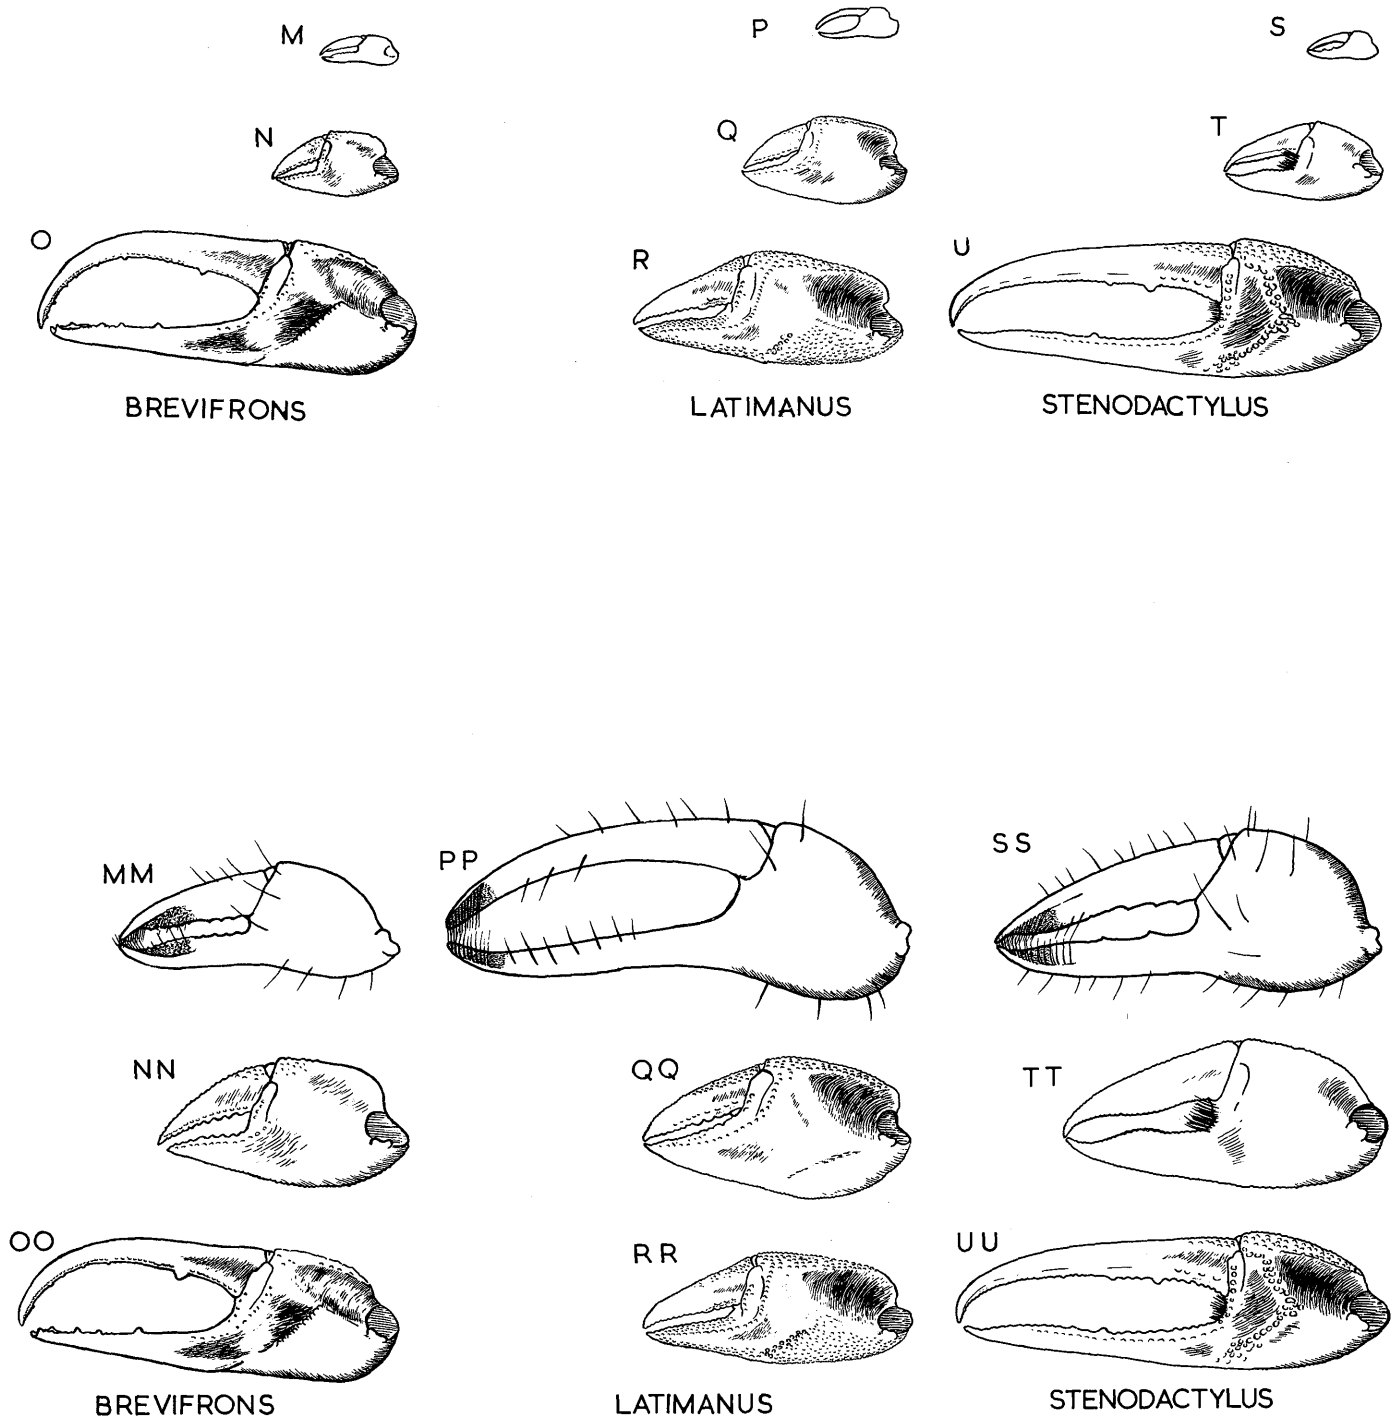 M P S
N Q T
O R U
BREVIFRONS LATIMANUS STENODACTYLUS
MM PP SS
NN QQ TT
OO RR UU
BREVIFRONS LATIMANUS STENODACTYLUS